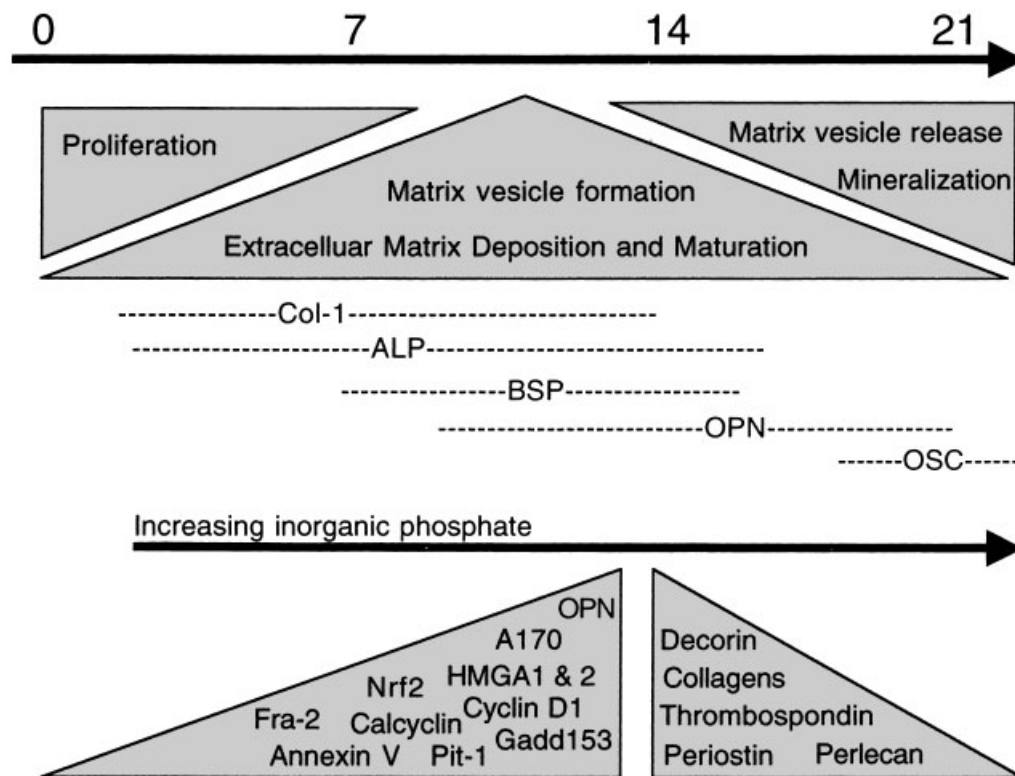 0 7 14 21
Proliferation
Matrix vesicle release
Mineralization
Matrix vesicle formation
Extracelluar Matrix Deposition and Maturation
Col-1
ALP
BSP
OPN
OSC
Increasing inorganic phosphate
OPN
A170
HMGA1 & 2
Nrf2
Cyclin D1
Fra-2
Calcyclin
Gadd153
Annexin V
Pit-1
Decorin
Collagens
Thrombospondin
Periostin Perlecan